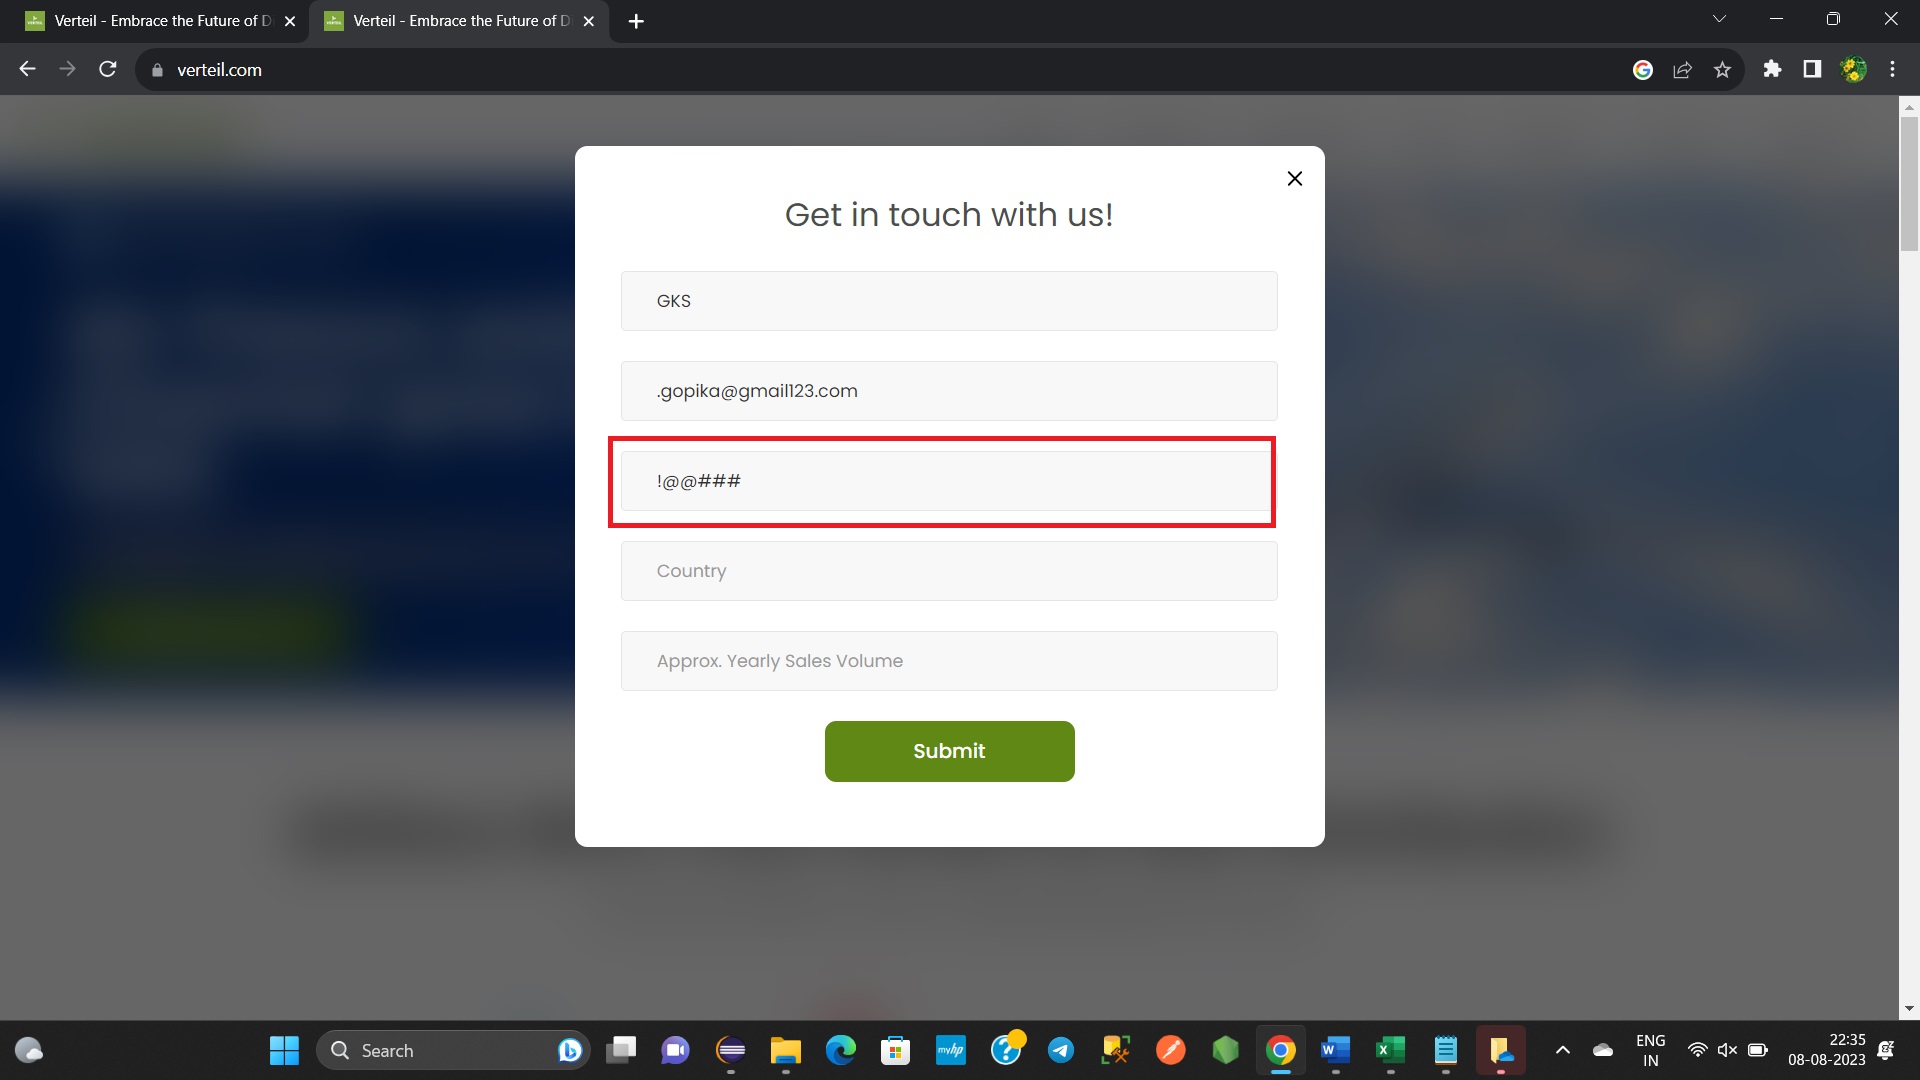 Verteil - Embrace the Future of D
Verteil - Embrace the Future of D
verteil.com
Get in touch with us!
GKS
.gopika@gmail123.com
!@@###
Country
Approx. Yearly Sales Volume
Submit
Search
myhp
ENG
IN
22:35
08-08-2023